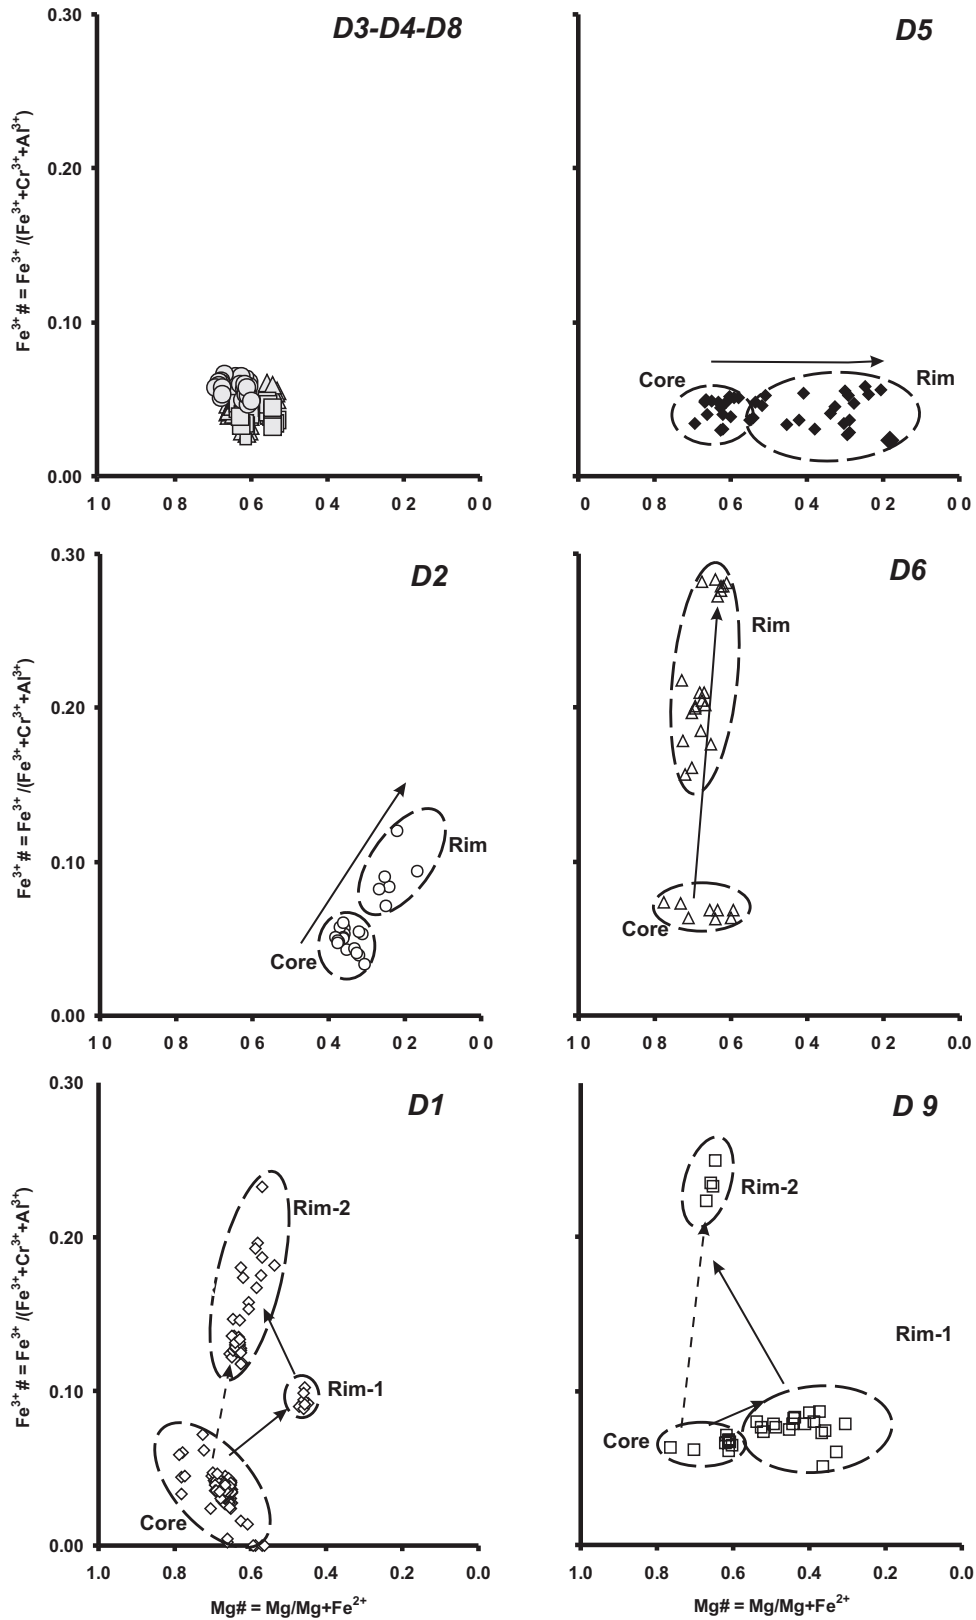 0.30
D3-D4-D8
D5
Fe³⁺# = Fe³⁺/(Fe³⁺+Cr³⁺+Al³⁺)
0.20
0.10
Core
Rim
0.00
1 0 0 8 0 6 0 4 0 2 0 0
0 0 8 0 6 0 4 0 2 0 0
0.30
D2
D6
Fe³⁺# = Fe³⁺/(Fe³⁺+Cr³⁺+Al³⁺)
Rim
0.20
0.10
Rim
Core
Core
0.00
1 0 0 8 0 6 0 4 0 2 0 0
1 0 0 8 0 6 0 4 0 2 0.0
0.30
D1
D 9
Fe³⁺# = Fe³⁺/(Fe³⁺+Cr³⁺+Al³⁺)
Rim-2
Rim-2
0.20
Rim-1
Rim-1
0.10
Core
Core
0.00
1.0 0.8 0.6 0.4 0.2 0.0
1.0 0.8 0.6 0.4 0.2 0.0
Mg# = Mg/Mg+Fe²⁺
Mg# = Mg/Mg+Fe²⁺